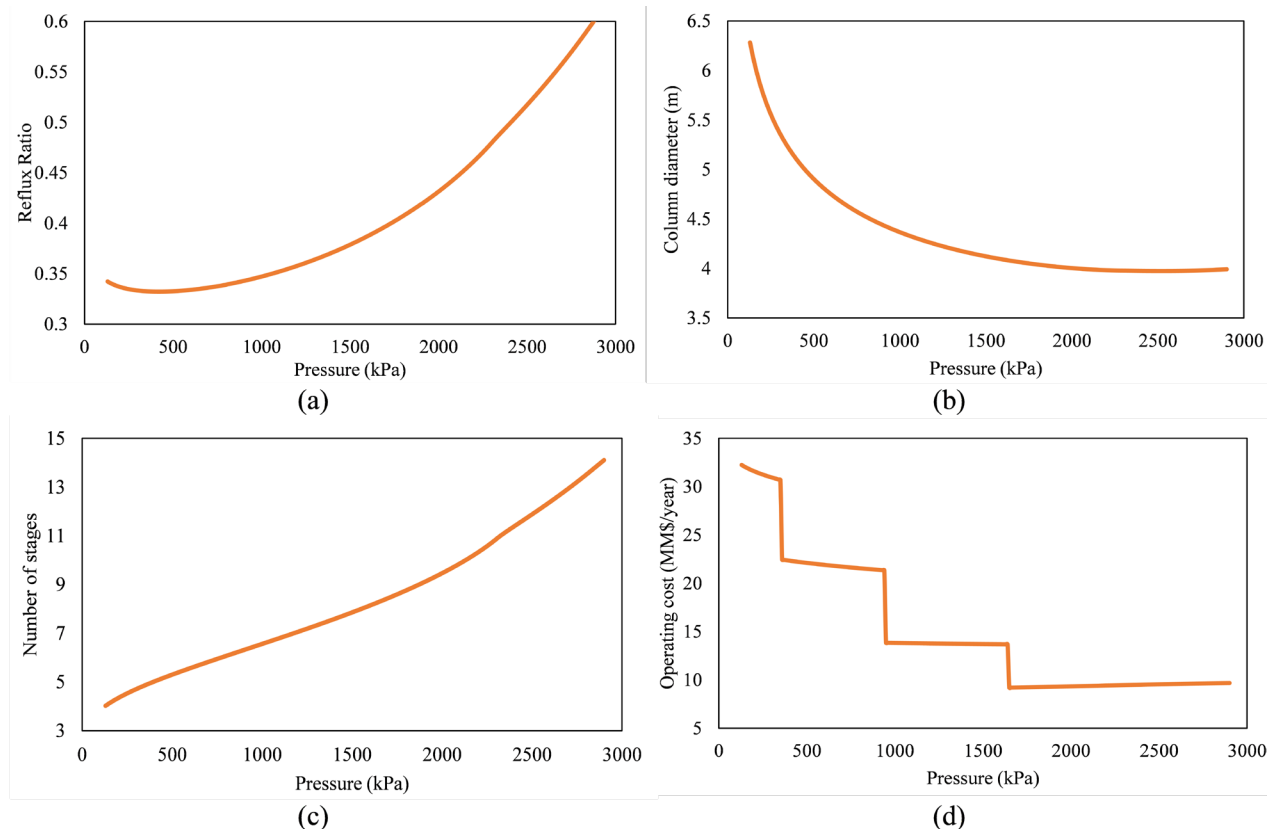 0.6
0.55
0.5
0.45
0.4
0.35
0.3
Reflux Ratio
0 500 1000 1500 2000 2500 3000
Pressure (kPa)
(a)
6.5
6
5.5
5
4.5
4
3.5
Column diameter (m)
0 500 1000 1500 2000 2500 3000
Pressure (kPa)
(b)
15
13
11
9
7
5
3
Number of stages
0 500 1000 1500 2000 2500 3000
Pressure (kPa)
(c)
35
30
25
20
15
10
5
Operating cost (MM$/year)
0 500 1000 1500 2000 2500 3000
Pressure (kPa)
(d)